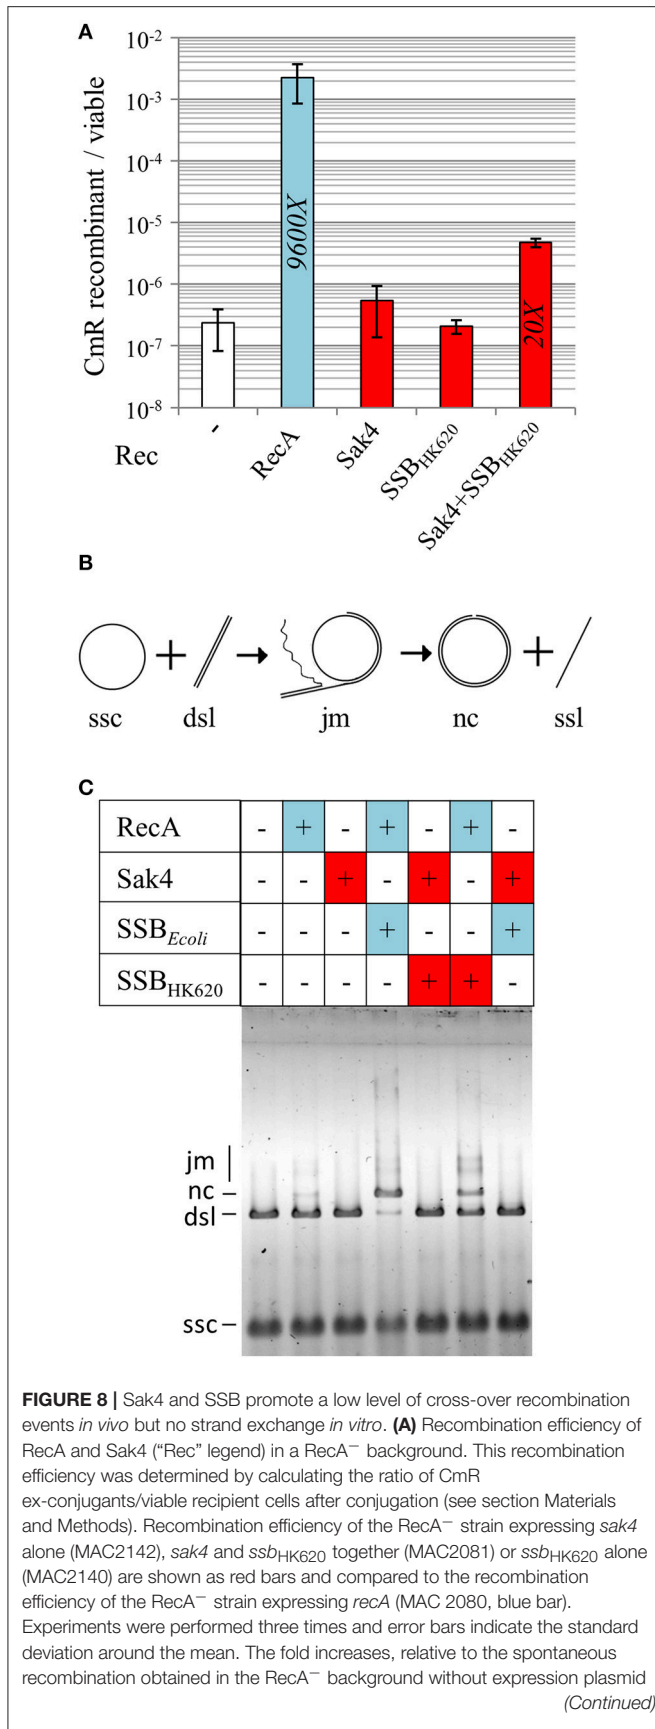 A
CmR recombinant / viable
10-2
10-3
10-4
10-5
10-6
10-7
10-8
9600X
20X
Rec
-
RecA
Sak4
SSBHK620
Sak4+SSBHK620
B
ssc
dsl
jm
nc
ssl
C
RecA - + - + - + -
Sak4 - - + - + - +
SSBEcoli - - - + - - +
SSBHK620 - - - - + + -
jm
nc
dsl
ssc
FIGURE 8 | Sak4 and SSB promote a low level of cross-over recombination
events in vivo but no strand exchange in vitro. (A) Recombination efficiency of
RecA and Sak4 (“Rec” legend) in a RecA− background. This recombination
efficiency was determined by calculating the ratio of CmR
ex-conjugants/viable recipient cells after conjugation (see section Materials
and Methods). Recombination efficiency of the RecA− strain expressing sak4
alone (MAC2142), sak4 and ssbHK620 together (MAC2081) or ssbHK620 alone
(MAC2140) are shown as red bars and compared to the recombination
efficiency of the RecA− strain expressing recA (MAC 2080, blue bar).
Experiments were performed three times and error bars indicate the standard
deviation around the mean. The fold increases, relative to the spontaneous
recombination obtained in the RecA− background without expression plasmid
(Continued)